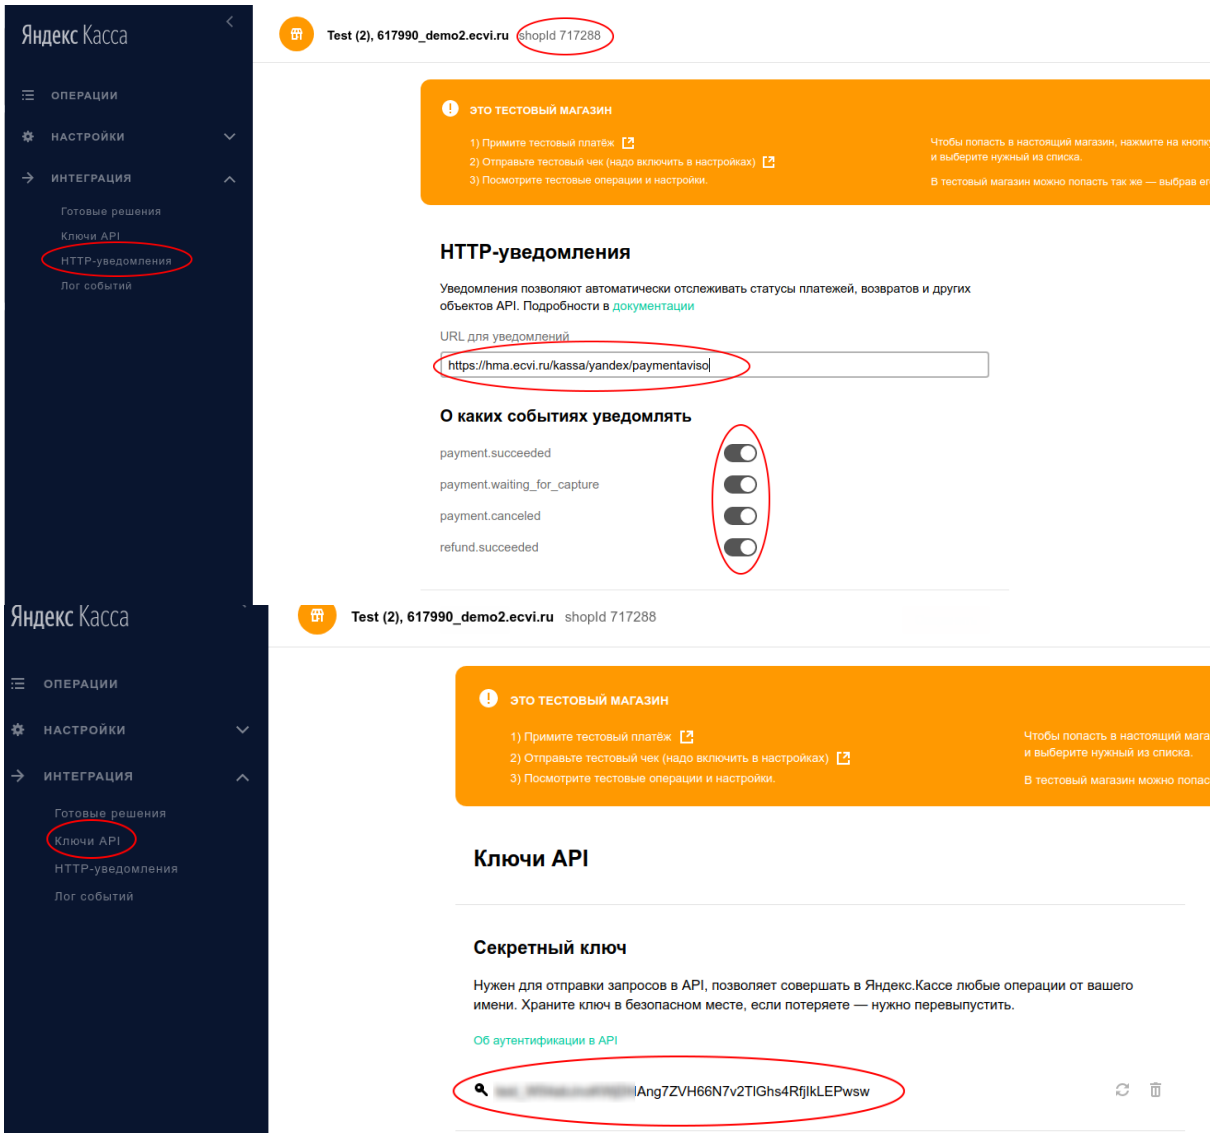 Яндекс Касса
Test (2), 617990_demo2.ecvi.ru shopId 717288
ОПЕРАЦИИ
НАСТРОЙКИ
ИНТЕГРАЦИЯ
Готовые решения
Ключи API
HTTP-уведомления
Лог событий
ЭТО ТЕСТОВЫЙ МАГАЗИН
1) Примите тестовый платёж
2) Отправьте тестовый чек (надо включить в настройках)
3) Посмотрите тестовые операции и настройки.
Чтобы попасть в настоящий магазин, нажмите на кнопку
и выберите нужный из списка.
В тестовый магазин можно попасть так же — выбрав ег
HTTP-уведомления
Уведомления позволяют автоматически отслеживать статусы платежей, возвратов и других
объектов API. Подробности в документации
URL для уведомлений
https://hma.ecvi.ru/kassa/yandex/paymentaviso
О каких событиях уведомлять
payment.succeeded
payment.waiting_for_capture
payment.canceled
refund.succeeded
Яндекс Касса
Test (2), 617990_demo2.ecvi.ru shopId 717288
ОПЕРАЦИИ
НАСТРОЙКИ
ИНТЕГРАЦИЯ
Готовые решения
Ключи API
HTTP-уведомления
Лог событий
ЭТО ТЕСТОВЫЙ МАГАЗИН
1) Примите тестовый платёж
2) Отправьте тестовый чек (надо включить в настройках)
3) Посмотрите тестовые операции и настройки.
Чтобы попасть в настоящий мага
и выберите нужный из списка.
В тестовый магазин можно попас
Ключи API
Секретный ключ
Нужен для отправки запросов в API, позволяет совершать в Яндекс.Кассе любые операции от вашего
имени. Храните ключ в безопасном месте, если потеряете — нужно перевыпустить.
Об аутентификации в API
Ang7ZVH66N7v2TlGhs4RfjlkLEPwsw